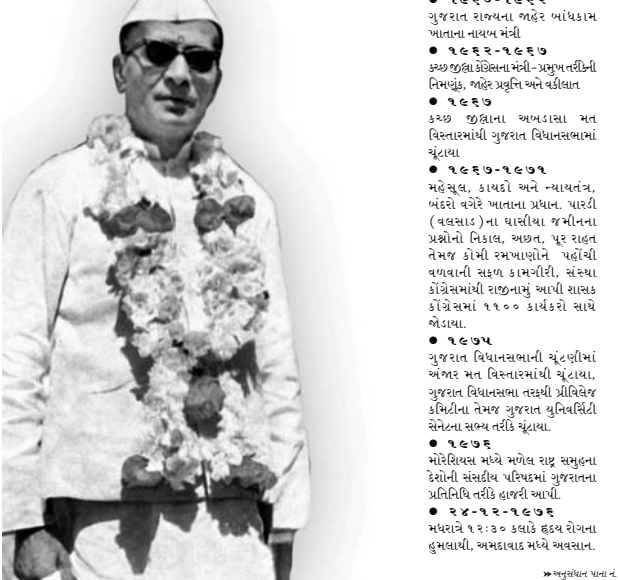 ગુજરાત રાજ્યના જાહેર બાંધકામ
ખાતાના નાયબ મંત્રી
● ૧૯૬૨-૧૯૬૭
કચ્છ જીલ્લા કોંગ્રેસના મંત્રી-પ્રમુખ તરીકેની
નિમણૂંક, જાહેર પ્રવૃત્તિ અને વકીલાત
● ૧૯૬૭
કચ્છ જીલ્લાના અબડાસા મત
વિસ્તારમાંથી ગુજરાત વિધાનસભામાં
ચૂંટાયા
● ૧૯૬૭-૧૯૭૧
મહેસૂલ, કાયદો અને ન્યાયતંત્ર,
બંદરો વગેરે ખાતાના પ્રધાન. પારડી
(વલસાડ)ના ઘાસીયા જમીનના
પ્રશ્નોનો નિકાલ, અછત, પૂર રાહત
તેમજ કોમી રમખાણોને પહોંચી
વળવાની સફળ કામગીરી, સંસ્થા
કોંગ્રેસમાંથી રાજીનામું આપી શાસક
કોંગ્રેસમાં ૧૧૦૦ કાર્યકરો સાથે
જોડાયા.
● ૧૯૭૫
ગુજરાત વિધાનસભાની ચૂંટણીમાં
અંજાર મત વિસ્તારમાંથી ચૂંટાયા,
ગુજરાત વિધાનસભા તરફથી પ્રીવિલેજ
કમિટીના તેમજ ગુજરાત યુનિવર્સિટી
સેનેટના સભ્ય તરીકે ચૂંટાયા.
● ૧૯૭૬
મોરેશિયસ મધ્યે મળેલ રાષ્ટ્ર સમુહના
દેશોની સંસદીય પરિષદમાં ગુજરાતના
પ્રતિનિધિ તરીકે હાજરી આપી.
● ૨૪-૧૨-૧૯૭૬
મધરાત્રે ૧૨:૩૦ કલાકે હૃદય રોગના
હુમલાથી, અમદાવાદ મધ્યે અવસાન.
»» અનુસંધાન પાના નં.